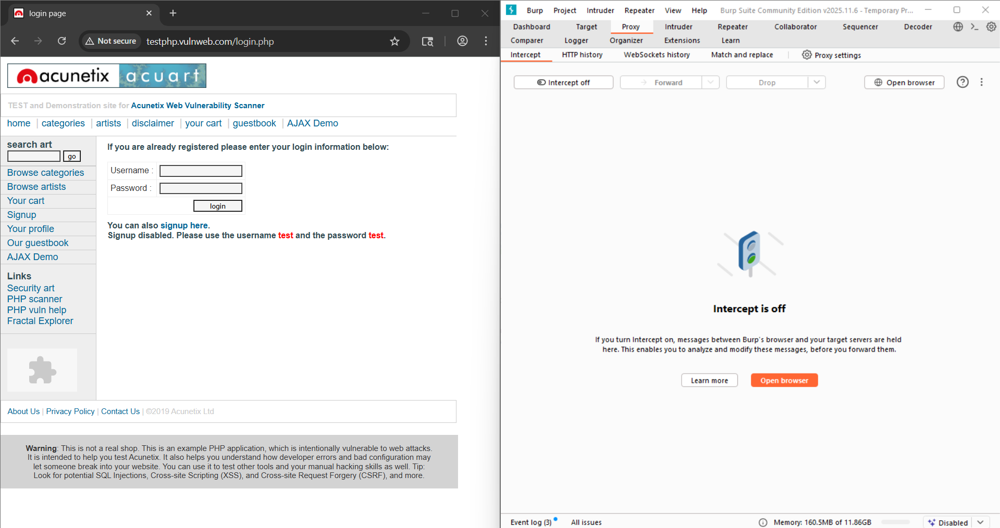 login page
Not secure
testphp.vulnweb.com/login.php
acunetix acuart
TEST and Demonstration site for Acunetix Web Vulnerability Scanner
home | categories | artists | disclaimer | your cart | guestbook | AJAX Demo
search art
go
Browse categories
Browse artists
Your cart
Signup
Your profile
Our guestbook
AJAX Demo
Links
Security art
PHP scanner
PHP vuln help
Fractal Explorer
If you are already registered please enter your login information below:
Username :
Password :
login
You can also signup here.
Signup disabled. Please use the username test and the password test.
About Us | Privacy Policy | Contact Us | ©2019 Acunetix Ltd
Warning: This is not a real shop. This is an example PHP application, which is intentionally vulnerable to web attacks.
It is intended to help you test Acunetix. It also helps you understand how developer errors and bad configuration may
let someone break into your website. You can use it to test other tools and your manual hacking skills as well. Tip:
Look for potential SQL Injections, Cross-site Scripting (XSS), and Cross-site Request Forgery (CSRF), and more.
Burp Project Intruder Repeater View Help Burp Suite Community Edition v2025.11.6 - Temporary Pr...
Dashboard Target Proxy Intruder Repeater Collaborator Sequencer Decoder
Comparer Logger Organizer Extensions Learn
Intercept HTTP history WebSockets history Match and replace Proxy settings
Intercept off Forward Drop Open browser
Intercept is off
If you turn Intercept on, messages between Burp's browser and your target servers are held
here. This enables you to analyze and modify these messages, before you forward them.
Learn more Open browser
Event log (3) All issues Memory: 160.5MB of 11.86GB Disabled